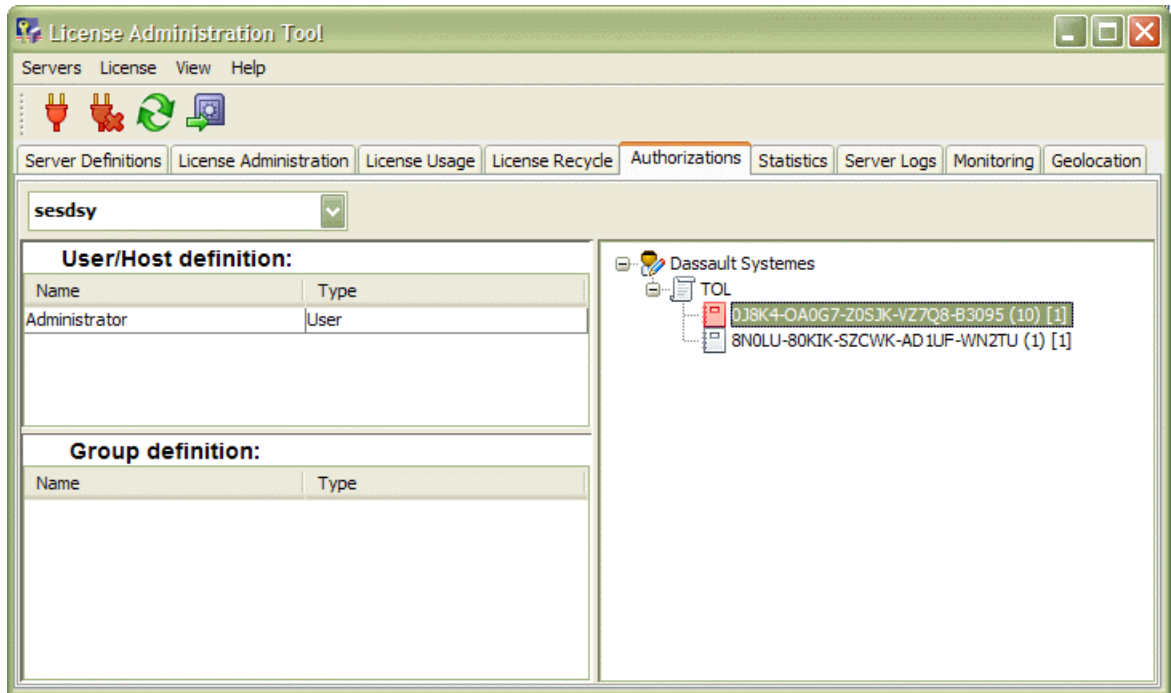 License Administration Tool
Servers License View Help
Server Definitions License Administration License Usage License Recycle Authorizations Statistics Server Logs Monitoring Geolocation
sesdsy
User/Host definition:
Name Type
Administrator User
Group definition:
Name Type
Dassault Systemes
TOL
0J8K4-OA0G7-Z0SJK-VZ7Q8-B3095 (10) [1]
8N0LU-80KIK-SZCWK-AD1UF-WN2TU (1) [1]